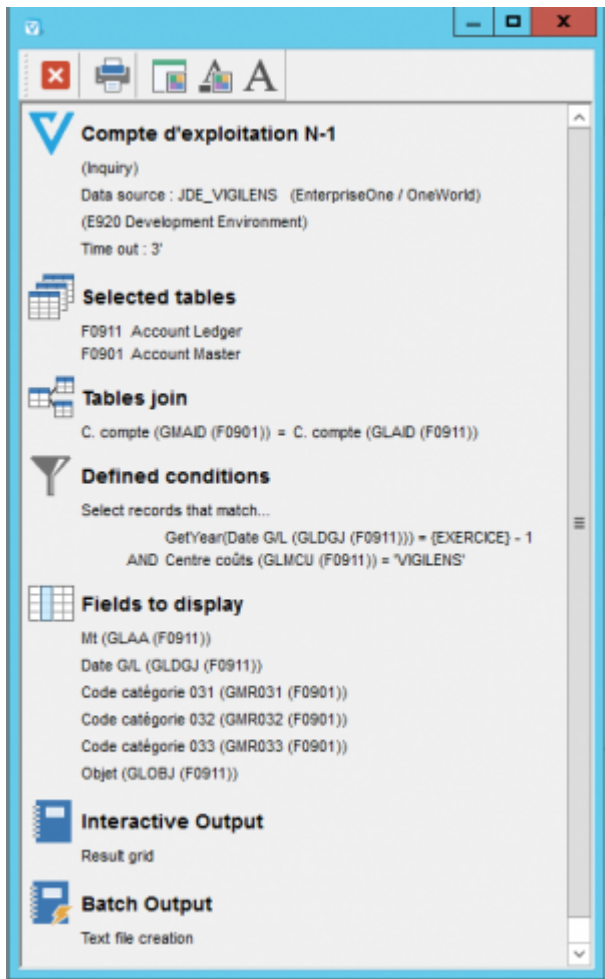 Compte d'exploitation N-1
(Inquiry)
Data source : JDE_VIGILENS (EnterpriseOne / OneWorld)
(E920 Development Environment)
Time out : 3'
Selected tables
F0911 Account Ledger
F0901 Account Master
Tables join
C. compte (GMAID (F0901)) = C. compte (GLAID (F0911))
Defined conditions
Select records that match...
GetYear(Date G/L (GLDGJ (F0911))) = {EXERCICE} - 1
AND Centre coûts (GLMCU (F0911)) = 'VIGILENS'
Fields to display
Mt (GLAA (F0911))
Date G/L (GLDGJ (F0911))
Code catégorie 031 (GMR031 (F0901))
Code catégorie 032 (GMR032 (F0901))
Code catégorie 033 (GMR033 (F0901))
Objet (GLOBJ (F0911))
Interactive Output
Result grid
Batch Output
Text file creation